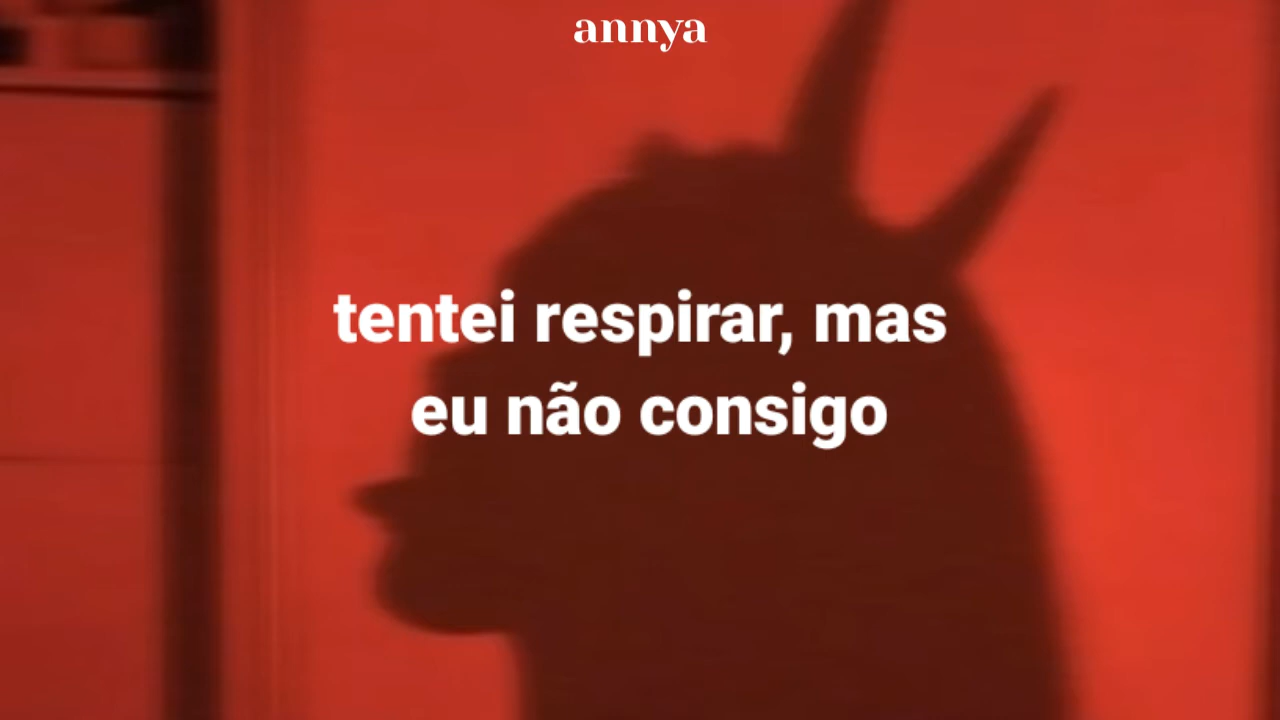 annya
tentei respirar, mas
eu não consigo